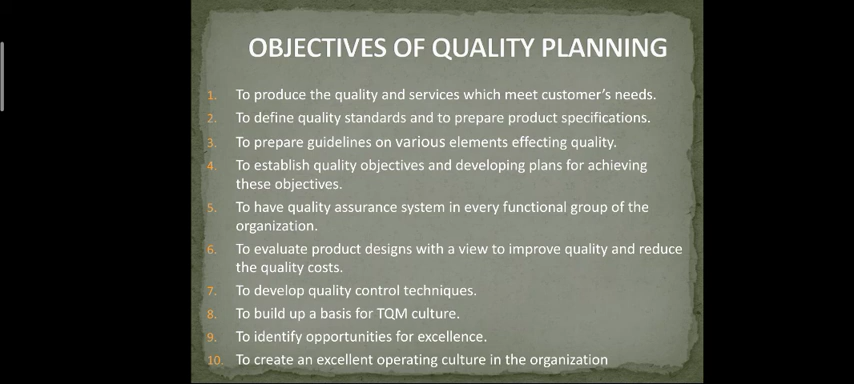 OBJECTIVES OF QUALITY PLANNING
1. To produce the quality and services which meet customer's needs.
2. To define quality standards and to prepare product specifications.
3. To prepare guidelines on various elements effecting quality.
4. To establish quality objectives and developing plans for achieving
these objectives.
5. To have quality assurance system in every functional group of the
organization.
6. To evaluate product designs with a view to improve quality and reduce
the quality costs.
7. To develop quality control techniques.
8. To build up a basis for TQM culture.
9. To identify opportunities for excellence.
10. To create an excellent operating culture in the organization